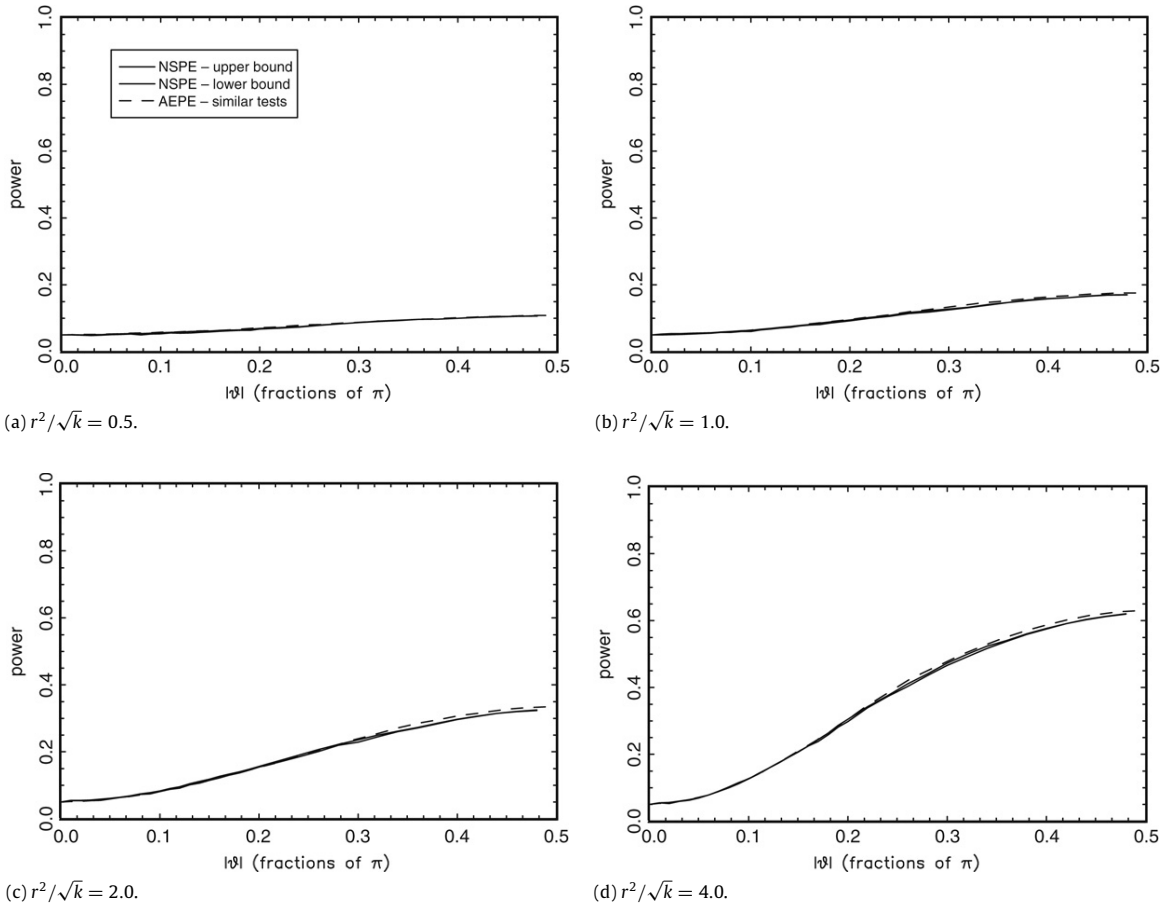 1.0
0.8
0.6
0.4
0.2
0.0
power
NSPE – upper bound
NSPE – lower bound
AEPE – similar tests
0.0 0.1 0.2 0.3 0.4 0.5
|ϑ| (fractions of π)
(a) r²/√k = 0.5.
1.0
0.8
0.6
0.4
0.2
0.0
power
0.0 0.1 0.2 0.3 0.4 0.5
|ϑ| (fractions of π)
(b) r²/√k = 1.0.
1.0
0.8
0.6
0.4
0.2
0.0
power
0.0 0.1 0.2 0.3 0.4 0.5
|ϑ| (fractions of π)
(c) r²/√k = 2.0.
1.0
0.8
0.6
0.4
0.2
0.0
power
0.0 0.1 0.2 0.3 0.4 0.5
|ϑ| (fractions of π)
(d) r²/√k = 4.0.